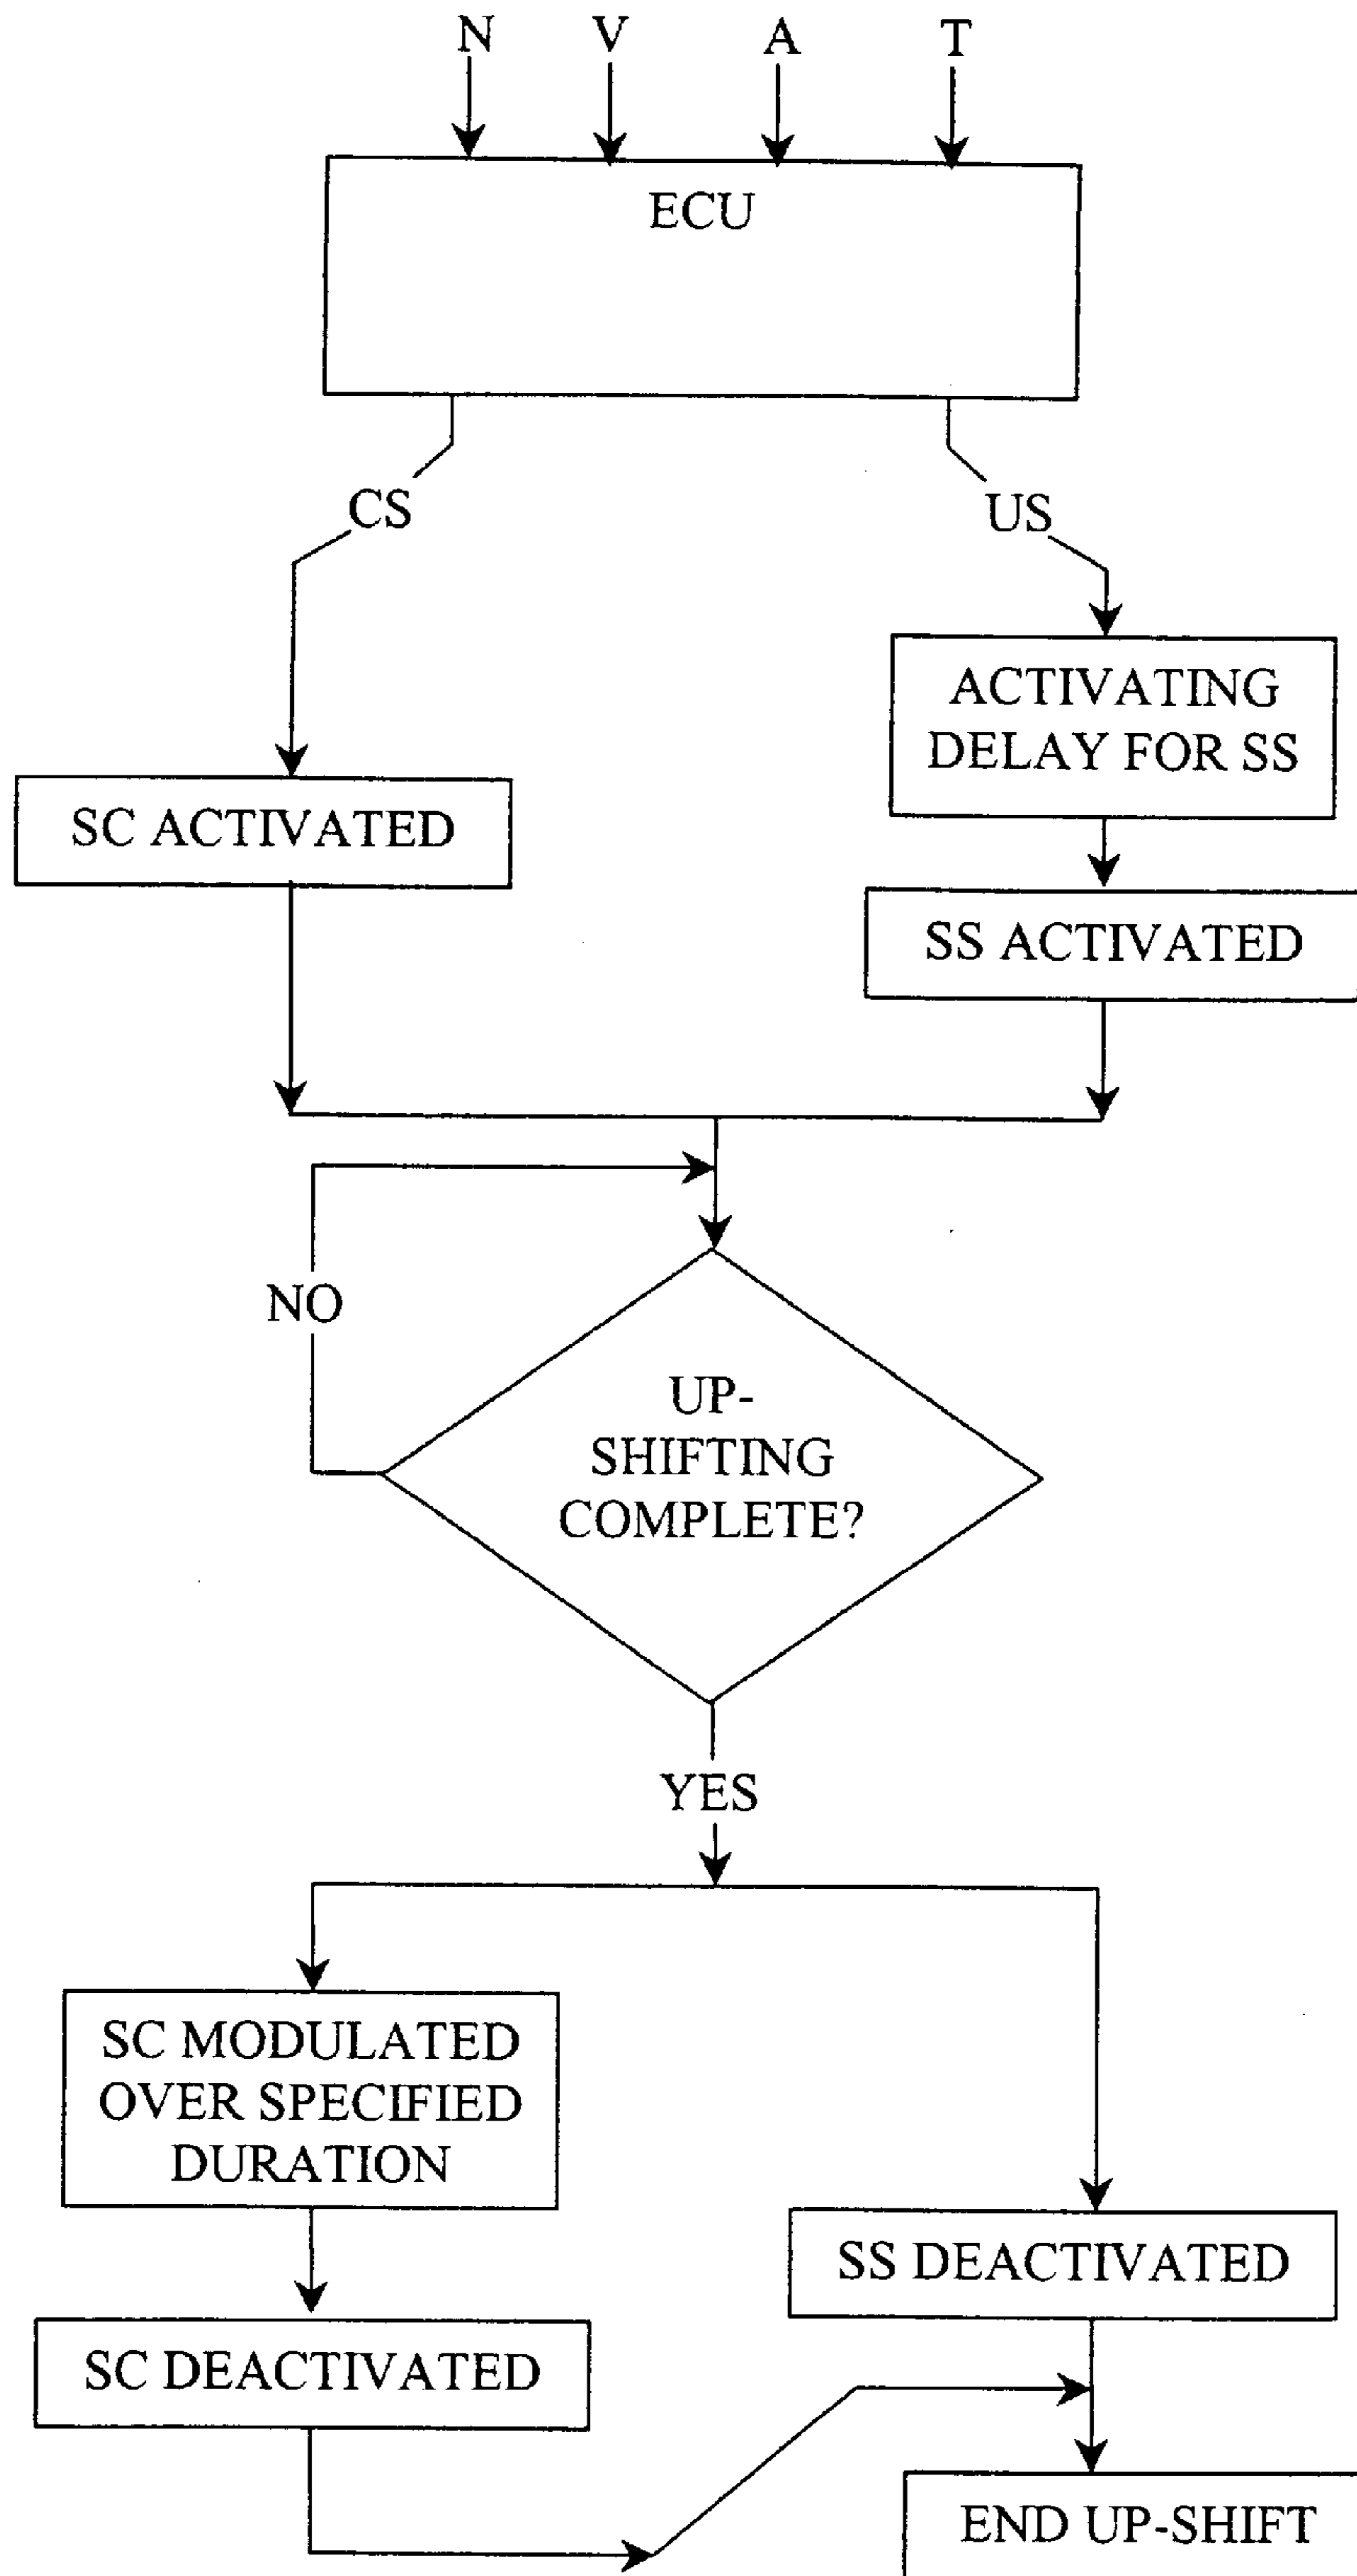 N V A T
ECU
CS
US
ACTIVATING
DELAY FOR SS
SC ACTIVATED
SS ACTIVATED
NO
UP-
SHIFTING
COMPLETE?
YES
SC MODULATED
OVER SPECIFIED
DURATION
SS DEACTIVATED
SC DEACTIVATED
END UP-SHIFT